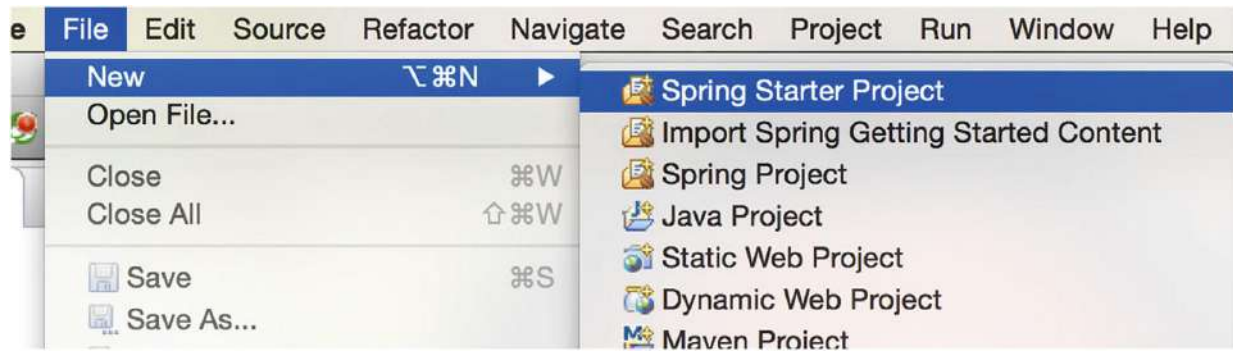 e File Edit Source Refactor Navigate Search Project Run Window Help
New ⌥⌘N ▶
Open File...
Close ⌘W
Close All ⇧⌘W
Save ⌘S
Save As...
Spring Starter Project
Import Spring Getting Started Content
Spring Project
Java Project
Static Web Project
Dynamic Web Project
Maven Project